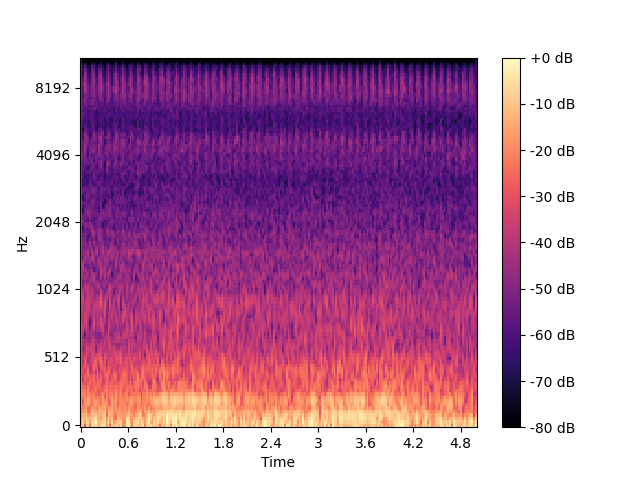 8192
4096
2048
1024
512
0
Hz
0 0.6 1.2 1.8 2.4 3 3.6 4.2 4.8
Time
+0 dB
-10 dB
-20 dB
-30 dB
-40 dB
-50 dB
-60 dB
-70 dB
-80 dB